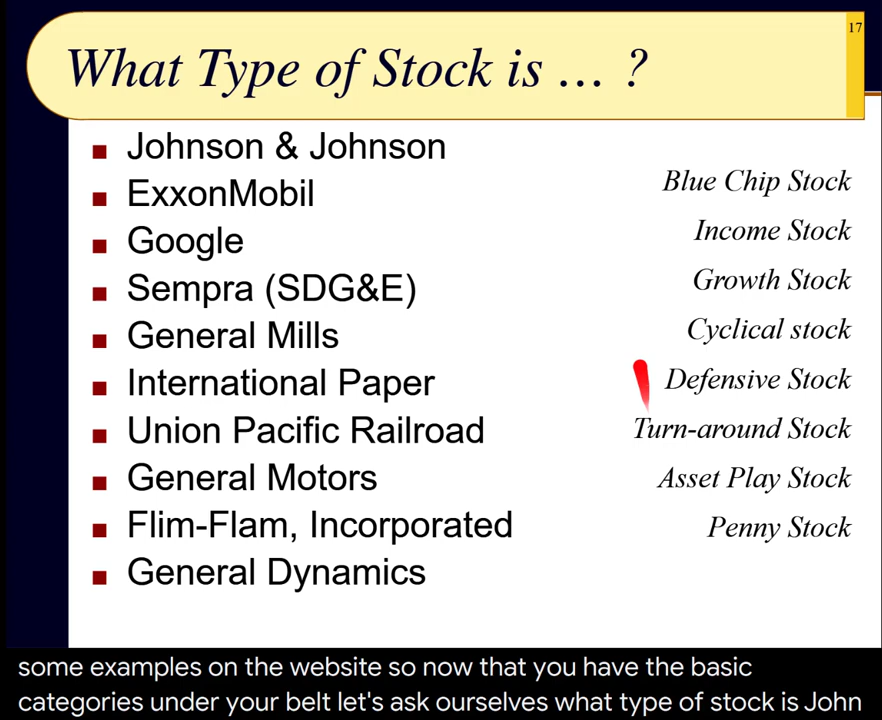 17
What Type of Stock is … ?
Johnson & Johnson
ExxonMobil
Google
Sempra (SDG&E)
General Mills
International Paper
Union Pacific Railroad
General Motors
Flim-Flam, Incorporated
General Dynamics
Blue Chip Stock
Income Stock
Growth Stock
Cyclical stock
Defensive Stock
Turn-around Stock
Asset Play Stock
Penny Stock
some examples on the website so now that you have the basic
categories under your belt let's ask ourselves what type of stock is John